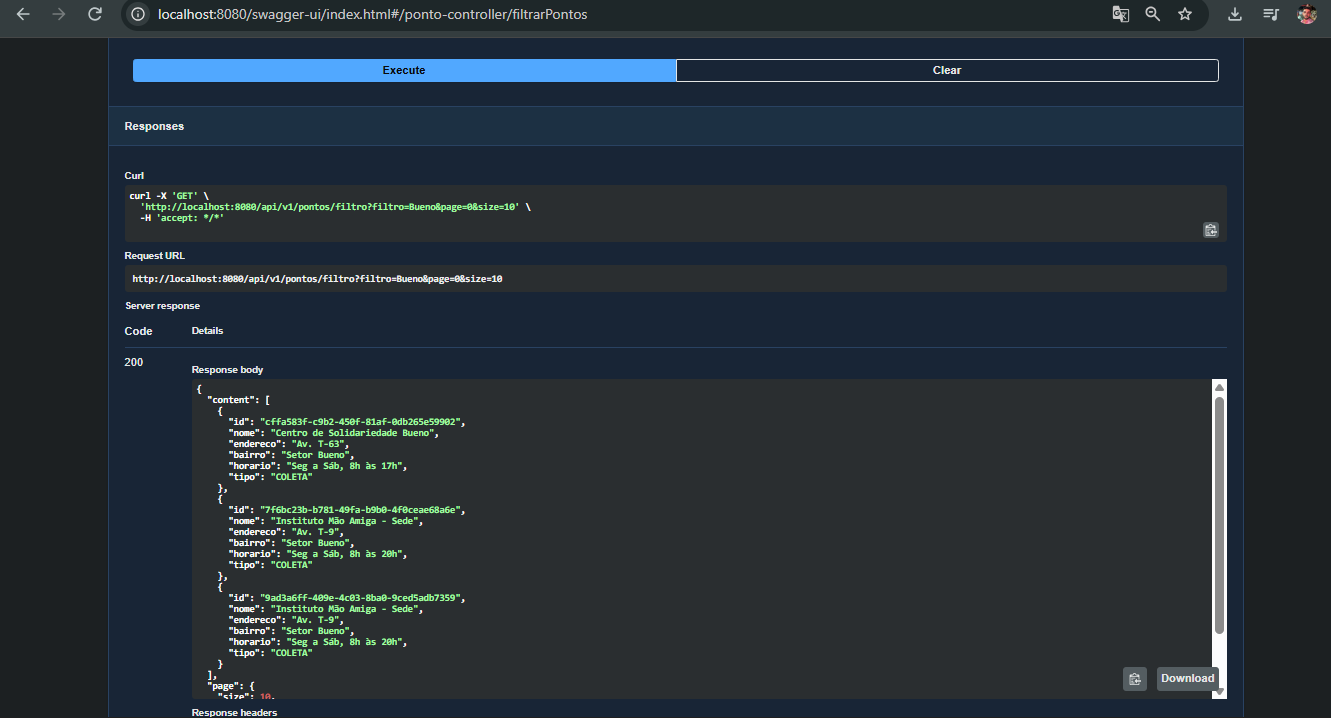 localhost:8080/swagger-ui/index.html#/ponto-controller/filtrarPontos
Execute
Clear
Responses
Curl
curl -X 'GET' \
'http://localhost:8080/api/v1/pontos/filtro?filtro=Bueno&page=0&size=10' \
-H 'accept: */*'
Request URL
http://localhost:8080/api/v1/pontos/filtro?filtro=Bueno&page=0&size=10
Server response
Code
Details
200
Response body
{
"content": [
{
"id": "cffa583f-c9b2-450f-81af-0db265e59902",
"nome": "Centro de Solidariedade Bueno",
"endereco": "Av. T-63",
"bairro": "Setor Bueno",
"horario": "Seg a Sáb, 8h às 17h",
"tipo": "COLETA"
},
{
"id": "7f6bc23b-b781-49fa-b9b0-4f0ceae68a6e",
"nome": "Instituto Mão Amiga - Sede",
"endereco": "Av. T-9",
"bairro": "Setor Bueno",
"horario": "Seg a Sáb, 8h às 20h",
"tipo": "COLETA"
},
{
"id": "9ad3a6ff-409e-4c03-8ba0-9ced5adb7359",
"nome": "Instituto Mão Amiga - Sede",
"endereco": "Av. T-9",
"bairro": "Setor Bueno",
"horario": "Seg a Sáb, 8h às 20h",
"tipo": "COLETA"
}
],
"page": {
"size": 10,
Download
Response headers